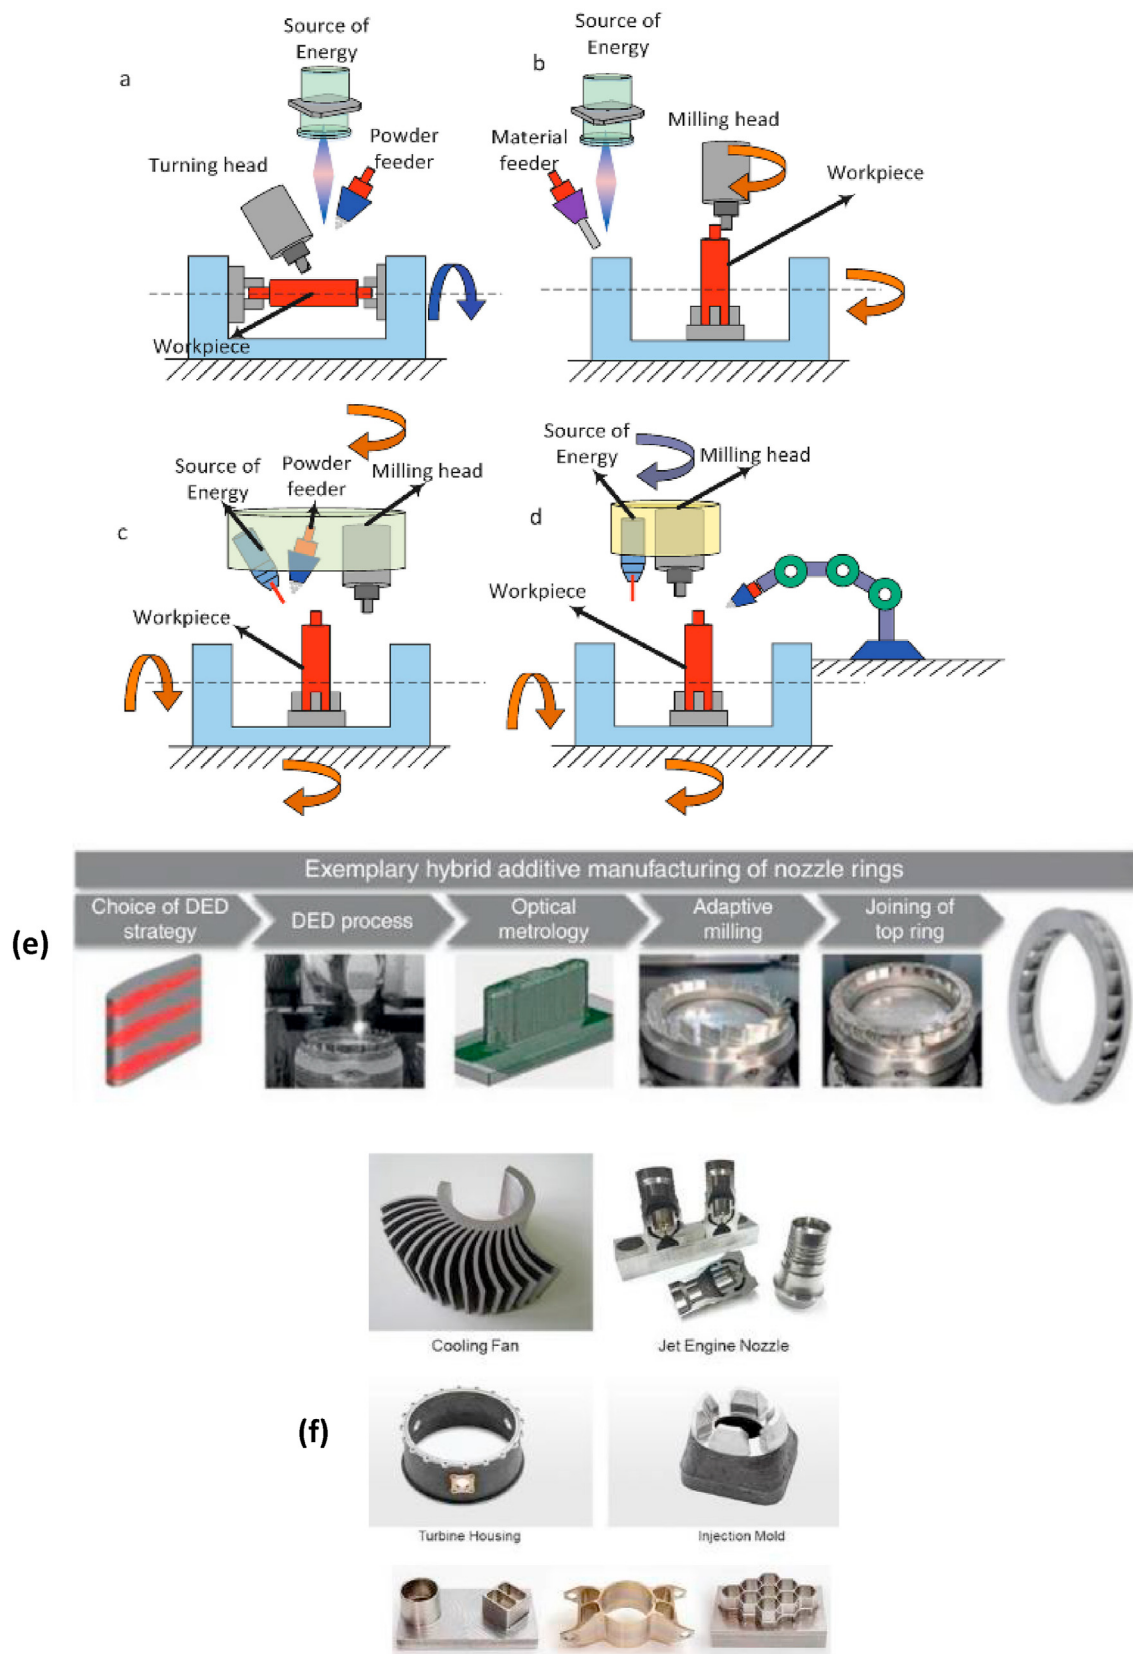 a
Source of
Energy
Powder
feeder
Turning head
Workpiece
b
Source of
Energy
Material
feeder
Milling head
Workpiece
c
Source of
Energy
Powder
feeder
Milling head
Workpiece
d
Source of
Energy
Milling head
Workpiece
(e)
Exemplary hybrid additive manufacturing of nozzle rings
Choice of DED
strategy
DED process
Optical
metrology
Adaptive
milling
Joining of
top ring
Cooling Fan
Jet Engine Nozzle
(f)
Turbine Housing
Injection Mold